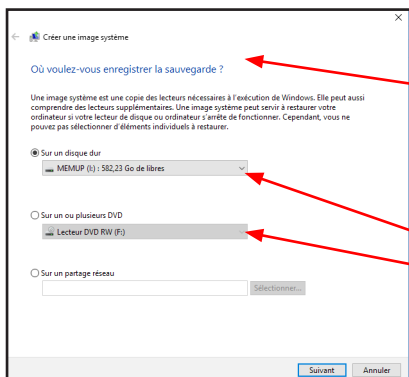 Créer une image système
Où voulez-vous enregistrer la sauvegarde ?
Une image système est une copie des lecteurs nécessaires à l'exécution de Windows. Elle peut aussi
comprendre des lecteurs supplémentaires. Une image système peut servir à restaurer votre
ordinateur si votre lecteur de disque ou ordinateur s'arrête de fonctionner. Cependant, vous ne
pouvez pas sélectionner d'éléments individuels à restaurer.
Sur un disque dur
MEMUP (I:) : 582,23 Go de libres
Sur un ou plusieurs DVD
Lecteur DVD RW (F:)
Sur un partage réseau
Sélectionner...
Suivant Annuler